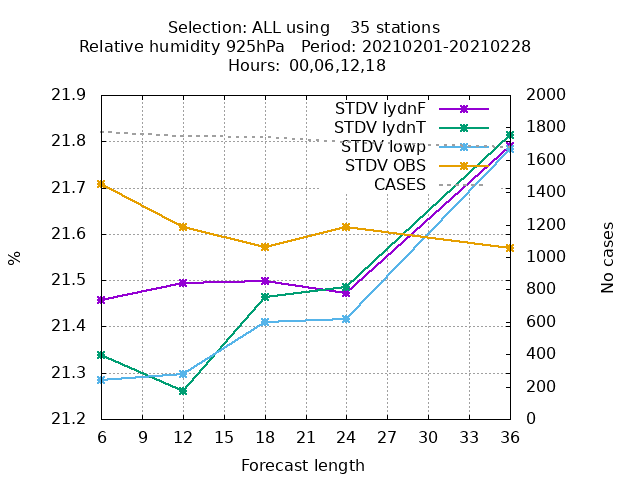 Selection: ALL using 35 stations
Relative humidity 925hPa Period: 20210201-20210228
Hours: 00,06,12,18
21.9
21.8
21.7
21.6
21.5
21.4
21.3
21.2
%
STDV lydnF
STDV lydnT
STDV lowp
STDV OBS
CASES
2000
1800
1600
1400
1200
1000
800
600
400
200
0
No cases
6 9 12 15 18 21 24 27 30 33 36
Forecast length